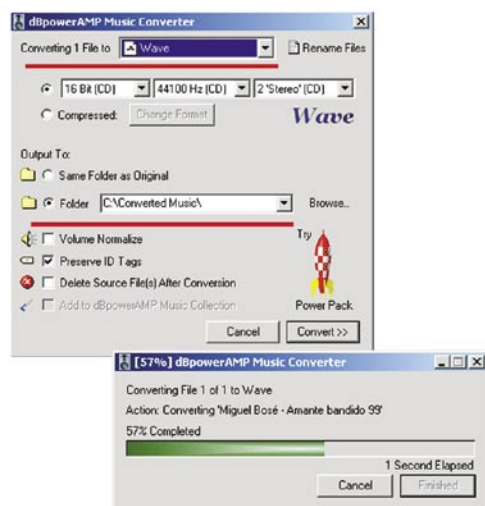 dBpowerAMP Music Converter
Converting 1 File to Wave Rename Files
16 Bit (CD) 44100 Hz (CD) 2 'Stereo' (CD)
Compressed: Change Format Wave
Output To:
Same Folder as Original
Folder C:\Converted Music\ Browse..
Volume Normalize Try
Preserve ID Tags
Delete Source File(s) After Conversion
Add to dBpowerAMP Music Collection Power Pack
Cancel Convert >>
[57%] dBpowerAMP Music Converter
Converting File 1 of 1 to Wave
Action: Converting 'Miguel Bosé - Amante bandido 99'
57% Completed
1 Second Elapsed
Cancel Finished